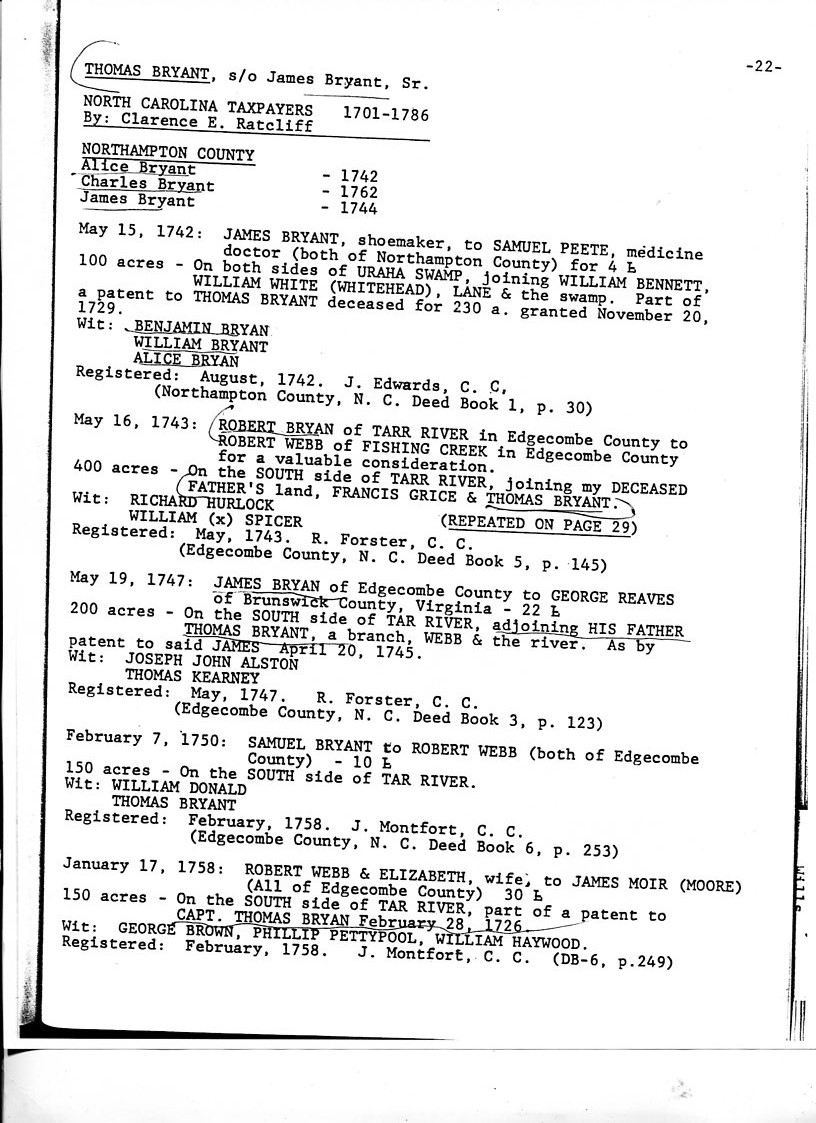 -22-
THOMAS BRYANT, s/o James Bryant, Sr.
NORTH CAROLINA TAXPAYERS 1701-1786
By: Clarence E. Ratcliff
NORTHAMPTON COUNTY
Alice Bryant - 1742
Charles Bryant - 1762
James Bryant - 1744
May 15, 1742: JAMES BRYANT, shoemaker, to SAMUEL PEETE, medicine
doctor (both of Northampton County) for 4 ₺
100 acres - On both sides of URAHA SWAMP, joining WILLIAM BENNETT,
WILLIAM WHITE (WHITEHEAD), LANE & the swamp. Part of
a patent to THOMAS BRYANT deceased for 230 a. granted November 20,
1729.
Wit: BENJAMIN BRYAN
WILLIAM BRYANT
ALICE BRYAN
Registered: August, 1742. J. Edwards, C. C,
(Northampton County, N. C. Deed Book 1, p. 30)
May 16, 1743: ROBERT BRYAN of TARR RIVER in Edgecombe County to
ROBERT WEBB of FISHING CREEK in Edgecombe County
for a valuable consideration.
400 acres - On the SOUTH side of TARR RIVER, joining my DECEASED
FATHER'S land, FRANCIS GRICE & THOMAS BRYANT.
Wit: RICHARD HURLOCK
WILLIAM (x) SPICER (REPEATED ON PAGE 29)
Registered: May, 1743. R. Forster, C. C.
(Edgecombe County, N. C. Deed Book 5, p. 145)
May 19, 1747: JAMES BRYAN of Edgecombe County to GEORGE REAVES
of Brunswick County, Virginia - 22 ₺
200 acres - On the SOUTH side of TAR RIVER, adjoining HIS FATHER
THOMAS BRYANT, a branch, WEBB & the river. As by
patent to said JAMES April 20, 1745.
Wit: JOSEPH JOHN ALSTON
THOMAS KEARNEY
Registered: May, 1747. R. Forster, C. C.
(Edgecombe County, N. C. Deed Book 3, p. 123)
February 7, 1750: SAMUEL BRYANT to ROBERT WEBB (both of Edgecombe
County) - 10 ₺
150 acres - On the SOUTH side of TAR RIVER.
Wit: WILLIAM DONALD
THOMAS BRYANT
Registered: February, 1758. J. Montfort, C. C.
(Edgecombe County, N. C. Deed Book 6, p. 253)
January 17, 1758: ROBERT WEBB & ELIZABETH, wife, to JAMES MOIR (MOORE)
(All of Edgecombe County) 30 ₺
150 acres - On the SOUTH side of TAR RIVER, part of a patent to
CAPT. THOMAS BRYAN February 28, 1726.
Wit: GEORGE BROWN, PHILLIP PETTYPOOL, WILLIAM HAYWOOD.
Registered: February, 1758. J. Montfort, C. C. (DB-6, p.249)